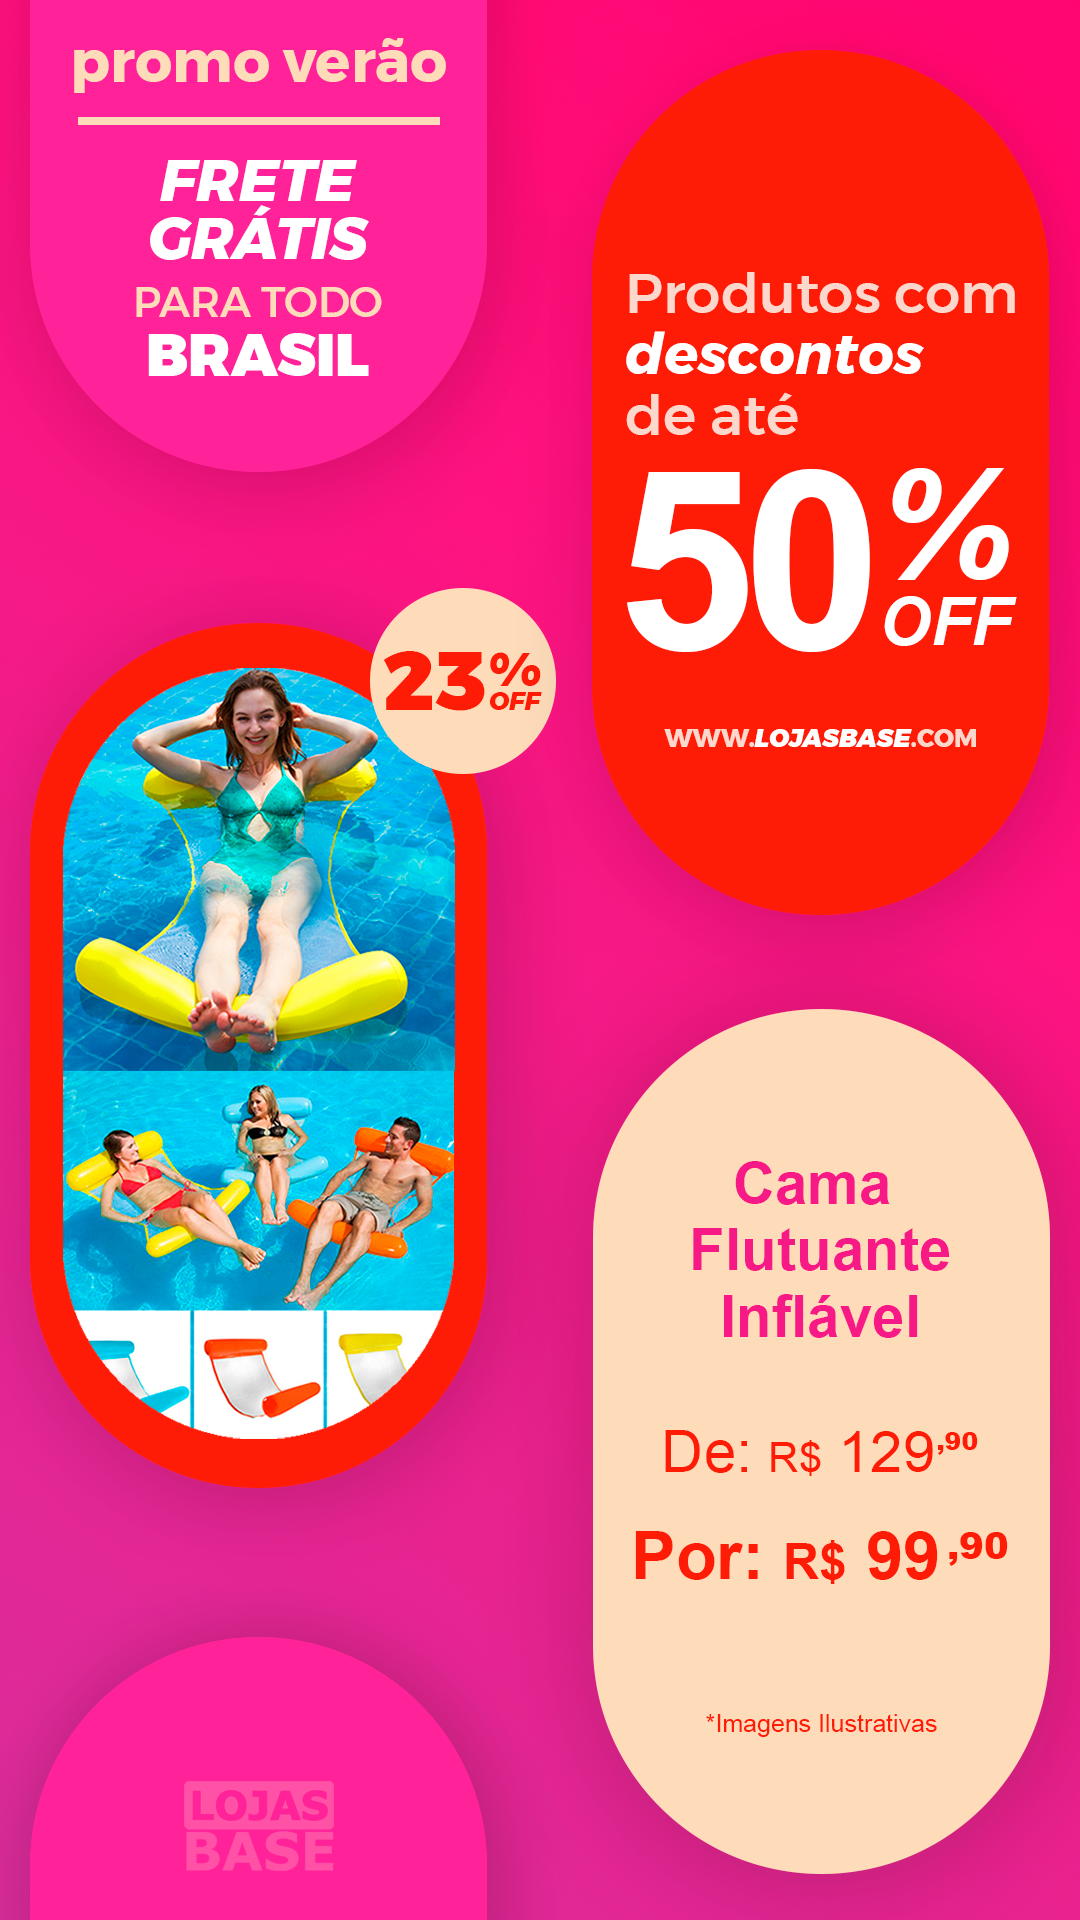 promo verão
FRETE
GRÁTIS
PARA TODO
BRASIL
Produtos com
descontos
de até
50%
OFF
WWW.LOJASBASE.COM
23%
OFF
Cama
Flutuante
Inflável
De: R$ 129,90
Por: R$ 99,90
*Imagens Ilustrativas
LOJAS
BASE